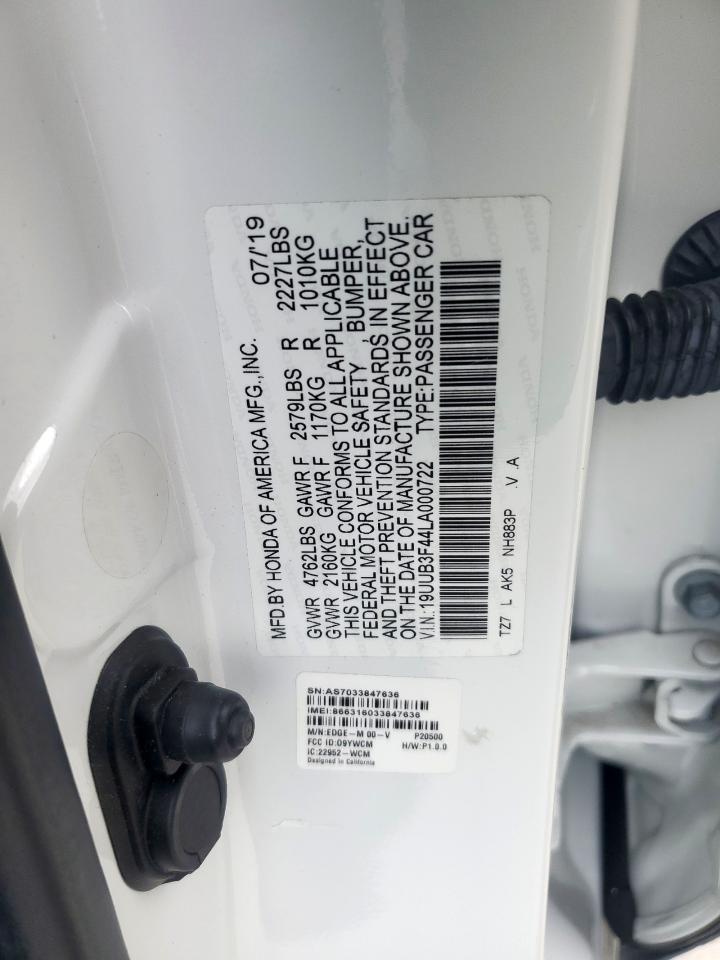 MFD.BY HONDA OF AMERICA MFG.,INC. 07/'19
GVWR 4762LBS GAWR F 2579LBS R 2227LBS
GVWR 2160KG GAWR F 1170KG R 1010KG
THIS VEHICLE CONFORMS TO ALL APPLICABLE
FEDERAL MOTOR VEHICLE SAFETY, BUMPER,
AND THEFT PREVENTION STANDARDS IN EFFECT
ON THE DATE OF MANUFACTURE SHOWN ABOVE.
V.I.N.:19UUB3F44LA000722 TYPE:PASSENGER CAR
TZ7 L AK5 NH883P .V A
SN:AS7033847636
IMEI:866316033847636
M/N:EDGE-M 00-V P20500
FCC ID:O9YWCM H/W:P1.0.0
IC:22952-WCM
Designed in California